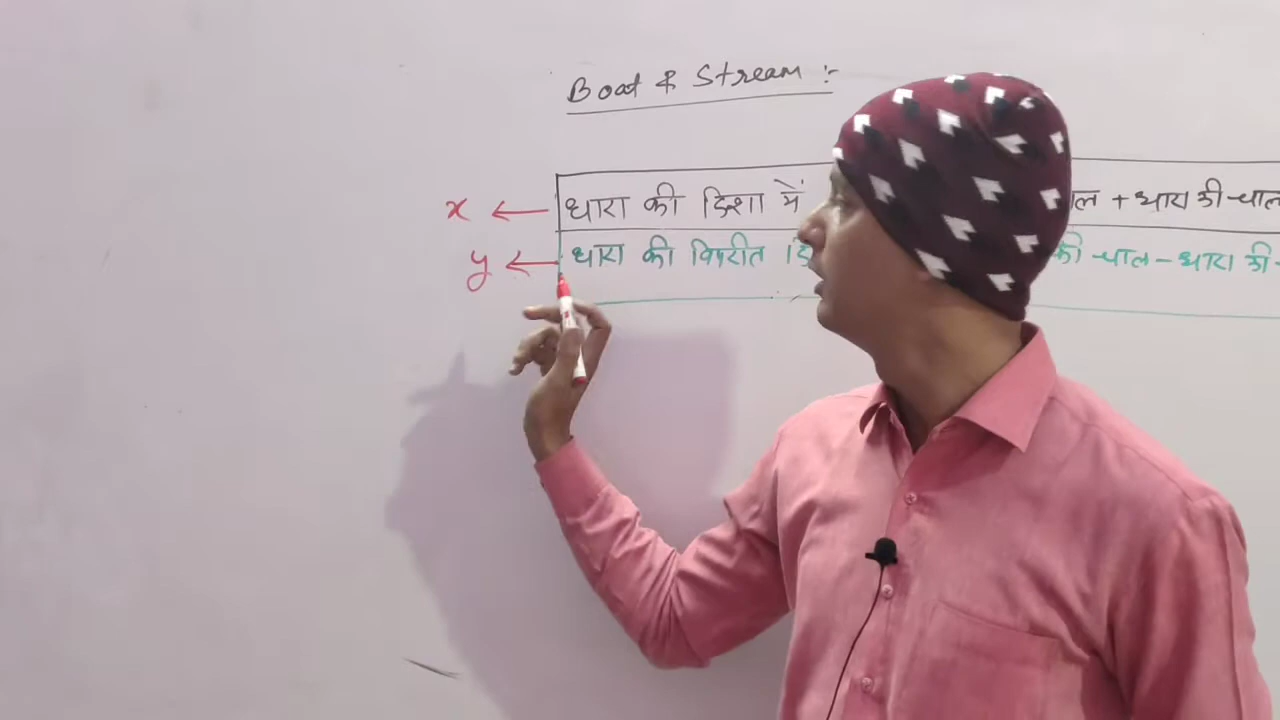 Boat & Stream :-
x ← धारा की दिशा में + धारा की चाल
y ← धारा की विपरीत की चाल - धारा की